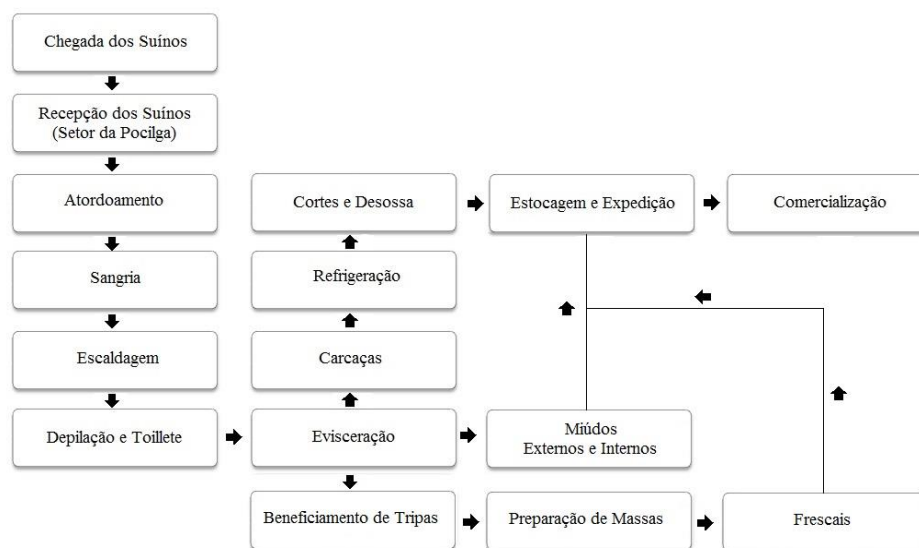 Chegada dos Suínos
Recepção dos Suínos
(Setor da Pocilga)
Atordoamento
Cortes e Desossa
Estocagem e Expedição
Comercialização
Sangria
Refrigeração
Escaldagem
Carcaças
Depilação e Toillete
Evisceração
Miúdos
Externos e Internos
Beneficiamento de Tripas
Preparação de Massas
Frescais